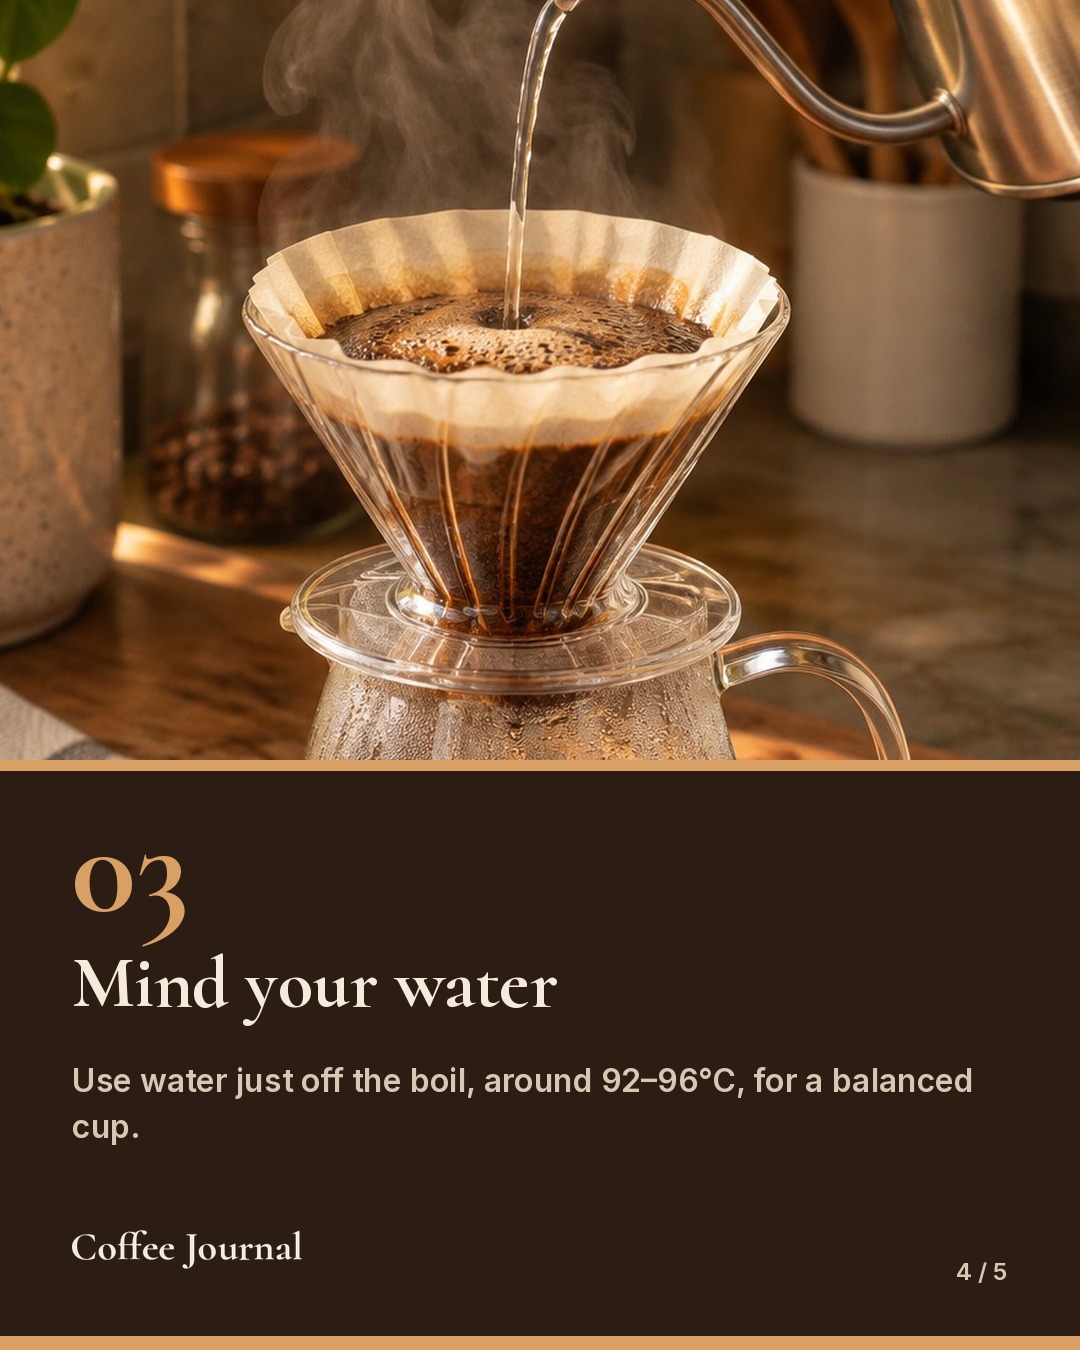 03
Mind your water
Use water just off the boil, around 92–96°C, for a balanced
cup.
Coffee Journal
4 / 5